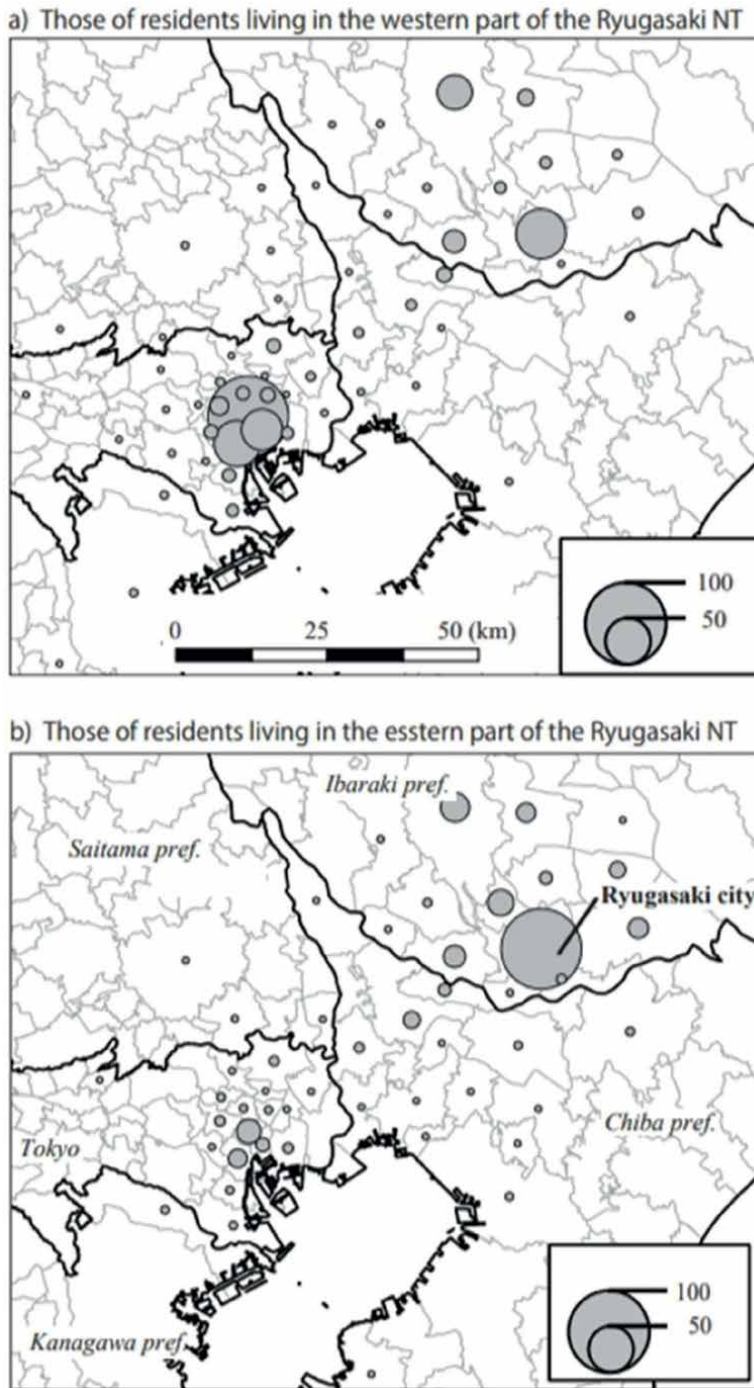 a) Those of residents living in the western part of the Ryugasaki NT
100
50
0 25 50 (km)
b) Those of residents living in the esstern part of the Ryugasaki NT
Ibaraki pref.
Saitama pref.
Ryugasaki city
Chiba pref.
Tokyo
100
50
Kanagawa pref.